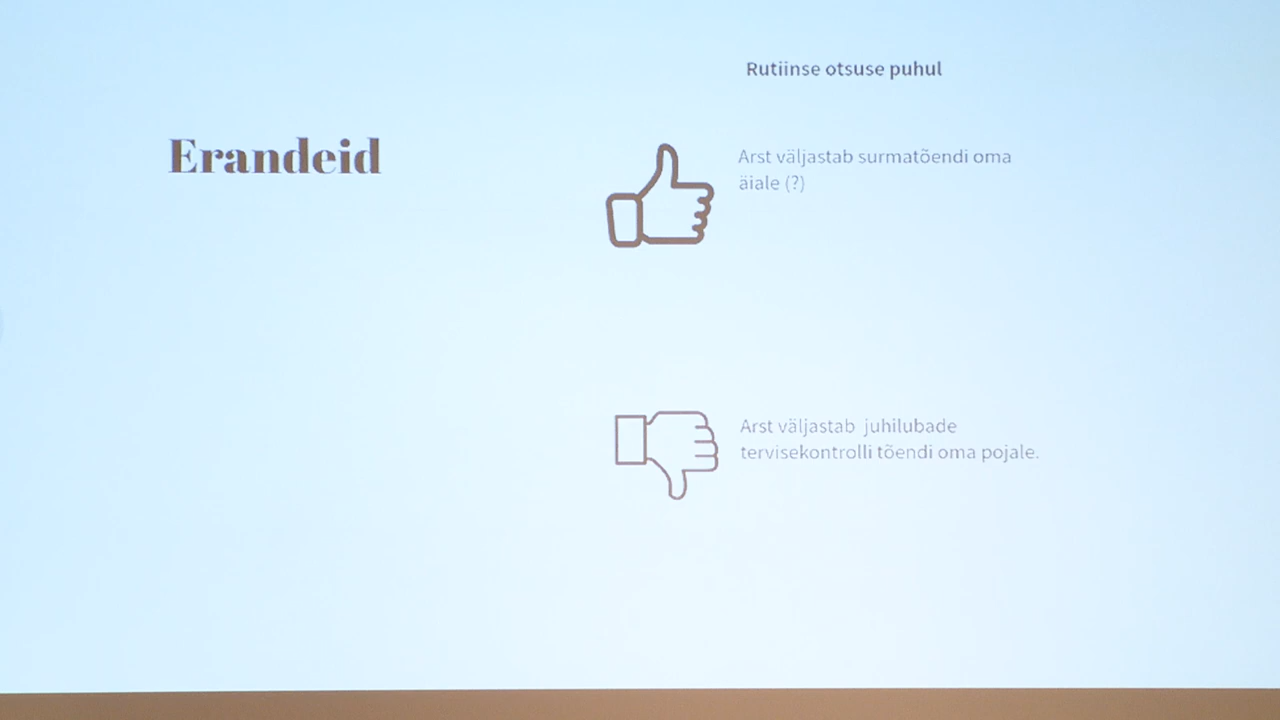 Rutiinse otsuse puhul
Erandeid
Arst väljastab surmatõendi oma
äiale (?)
Arst väljastab juhilubade
tervisekontrolli tõendi oma pojale.